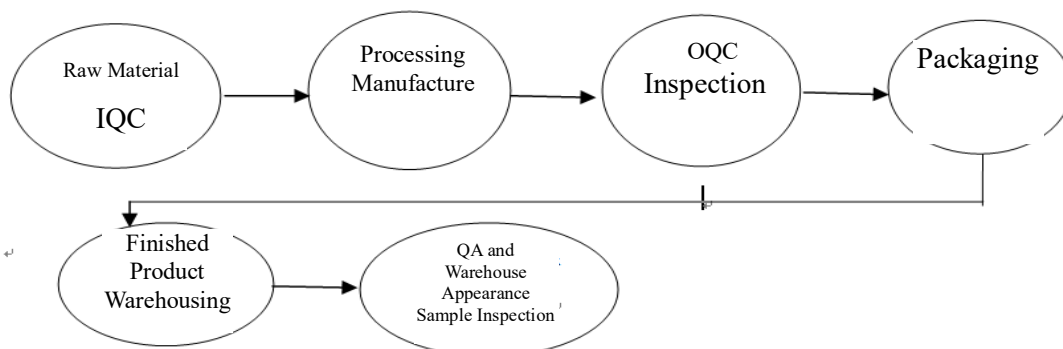 Raw Material
IQC
Processing
Manufacture
OQC
Inspection
Packaging
Finished
Product
Warehousing
QA and
Warehouse
Appearance
Sample Inspection